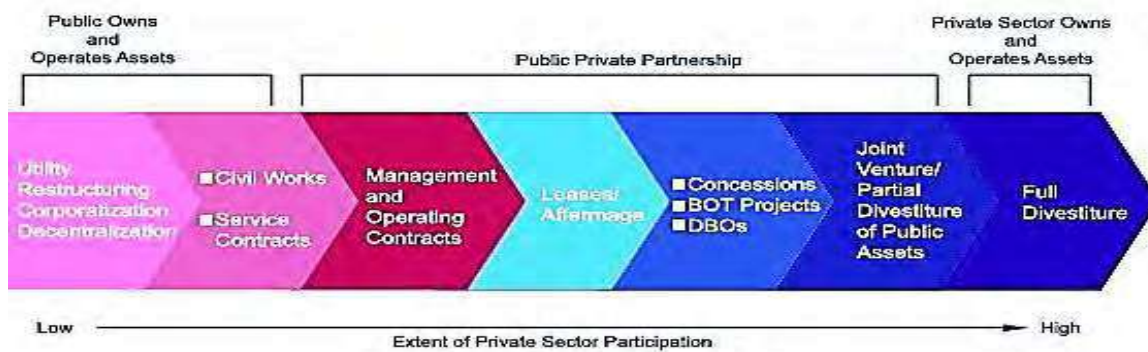 Public Owns
and
Operates Assets
Public Private Partnership
Private Sector Owns
and
Operates Assets
Utility
Restructuring
Corporatization
Decentralization
■Civil Works
■Service
Contracts
Management
and
Operating
Contracts
Leases/
Affermage
■Concessions
■BOT Projects
■DBOs
Joint
Venture/
Partial
Divestiture
of Public
Assets
Full
Divestiture
Low
High
Extent of Private Sector Participation